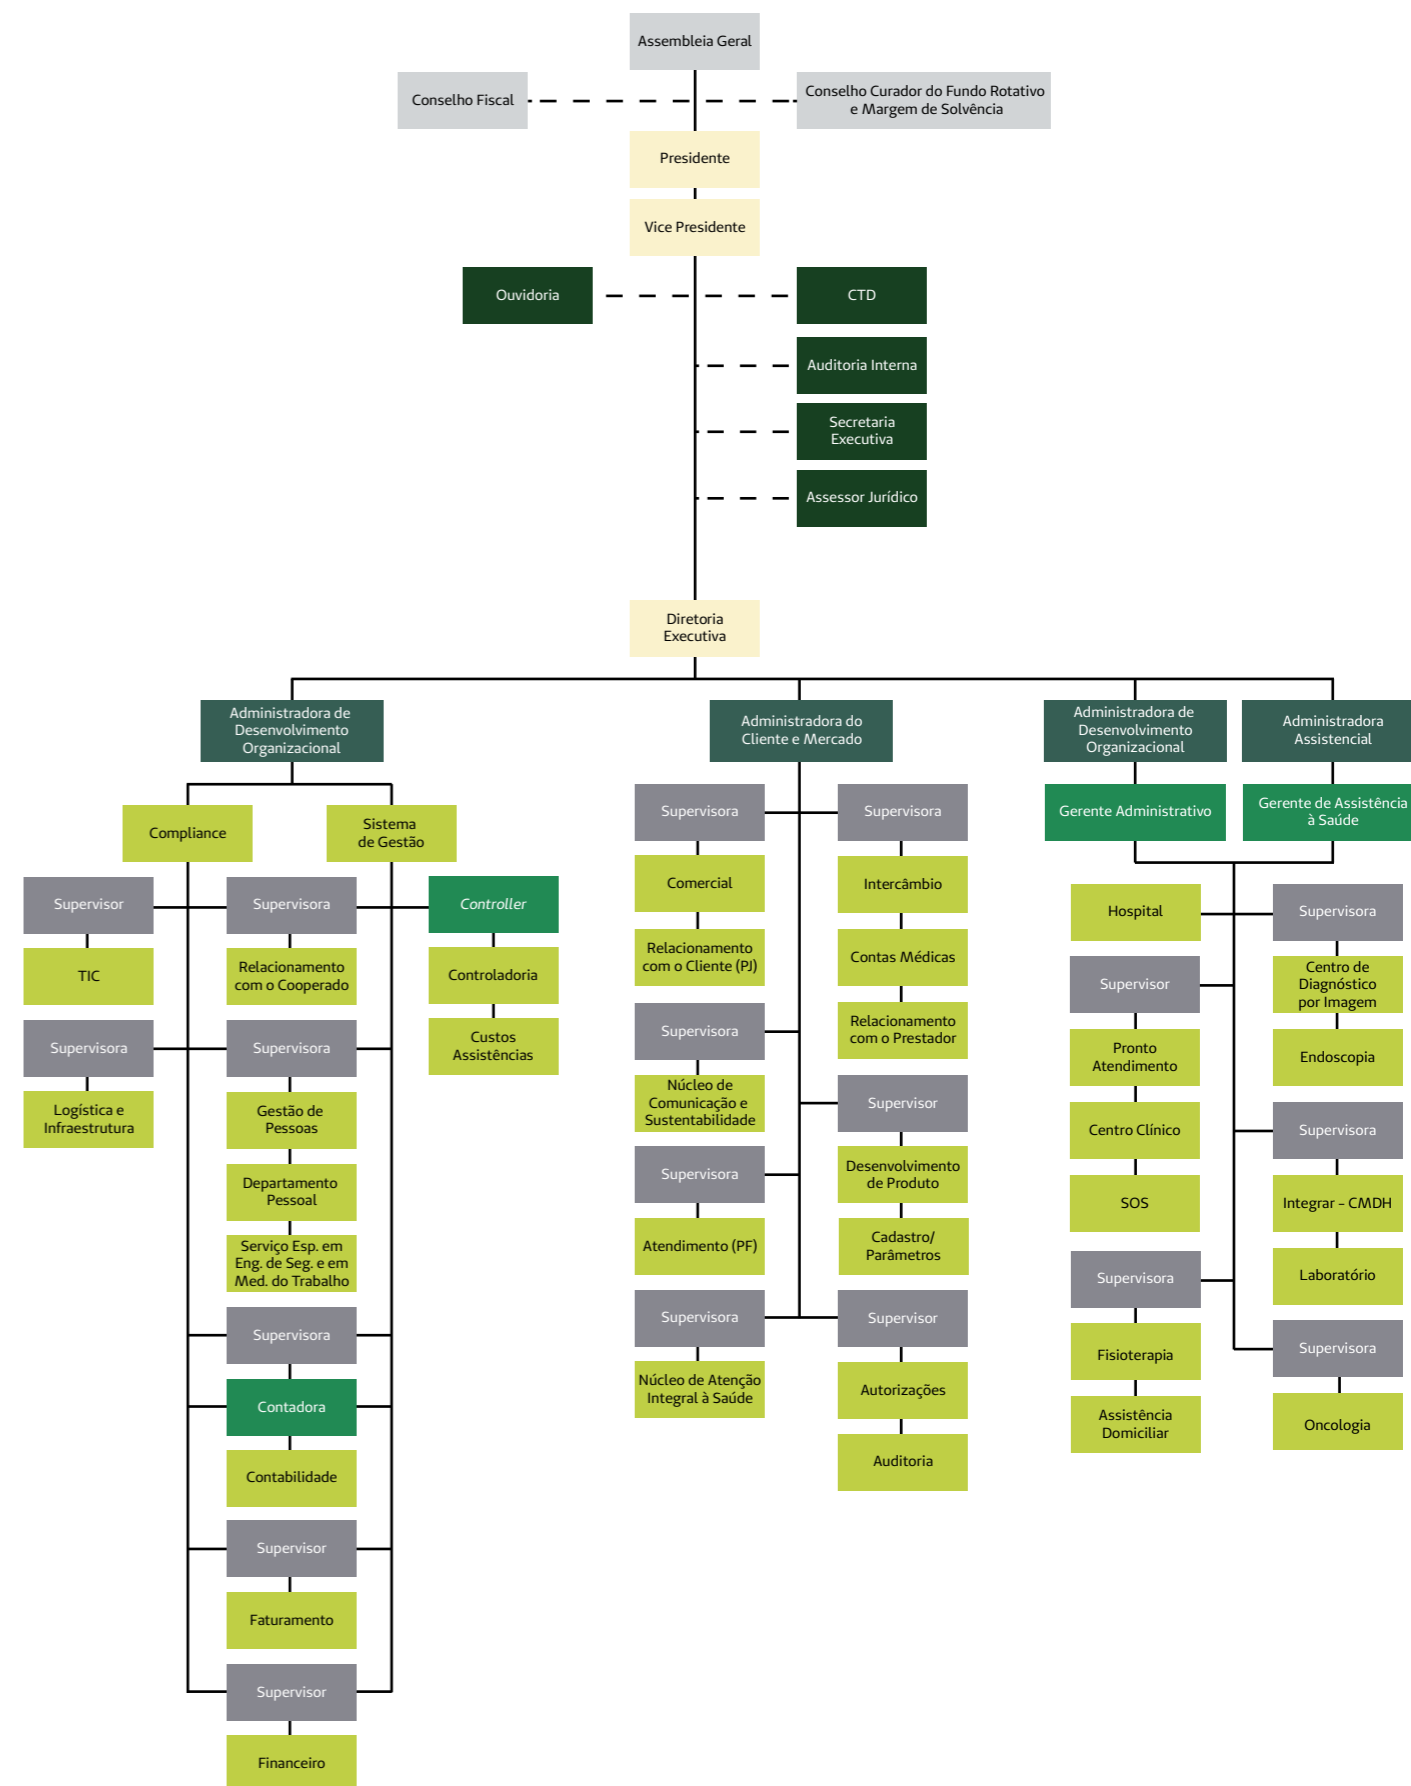 Assembleia Geral
Conselho Fiscal
Conselho Curador do Fundo Rotativo
e Margem de Solvência
Presidente
Vice Presidente
Ouvidoria
CTD
Auditoria Interna
Secretaria
Executiva
Assessor Jurídico
Diretoria
Executiva
Administradora de
Desenvolvimento
Organizacional
Compliance
Sistema
de Gestão
Supervisor
TIC
Supervisora
Logística e
Infraestrutura
Supervisora
Relacionamento
com o Cooperado
Supervisora
Gestão de
Pessoas
Departamento
Pessoal
Serviço Esp. em
Eng. de Seg. e em
Med. do Trabalho
Supervisora
Contadora
Contabilidade
Supervisor
Faturamento
Supervisor
Financeiro
Controller
Controladoria
Custos
Assistências
Administradora do
Cliente e Mercado
Supervisora
Comercial
Relacionamento
com o Cliente (PJ)
Supervisora
Núcleo de
Comunicação e
Sustentabilidade
Supervisora
Atendimento (PF)
Supervisora
Núcleo de Atenção
Integral à Saúde
Supervisora
Intercâmbio
Contas Médicas
Relacionamento
com o Prestador
Supervisor
Desenvolvimento
de Produto
Cadastro/
Parâmetros
Supervisor
Autorizações
Auditoria
Administradora de
Desenvolvimento
Organizacional
Gerente Administrativo
Administradora
Assistencial
Gerente de Assistência
à Saúde
Hospital
Supervisor
Pronto
Atendimento
Centro Clínico
SOS
Supervisora
Fisioterapia
Assistência
Domiciliar
Supervisora
Centro de
Diagnóstico
por Imagem
Endoscopia
Supervisora
Integrar - CMDH
Laboratório
Supervisora
Oncologia